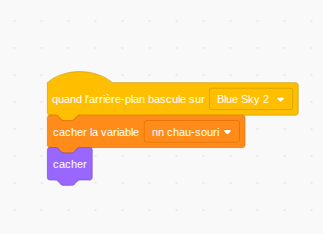 quand l'arrière-plan bascule sur Blue Sky 2
cacher la variable nn chau-souri
cacher